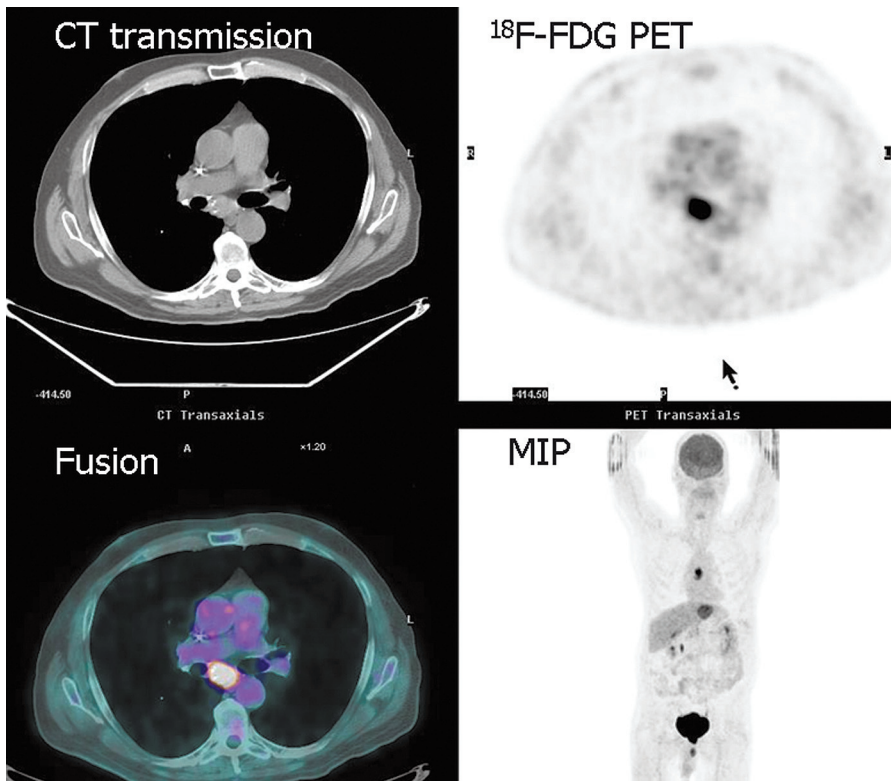 CT transmission
L
-414.50
P
CT Transaxials
¹⁸F-FDG PET
R
L
-414.50
P
PET Transaxials
Fusion
A
×1.20
L
MIP